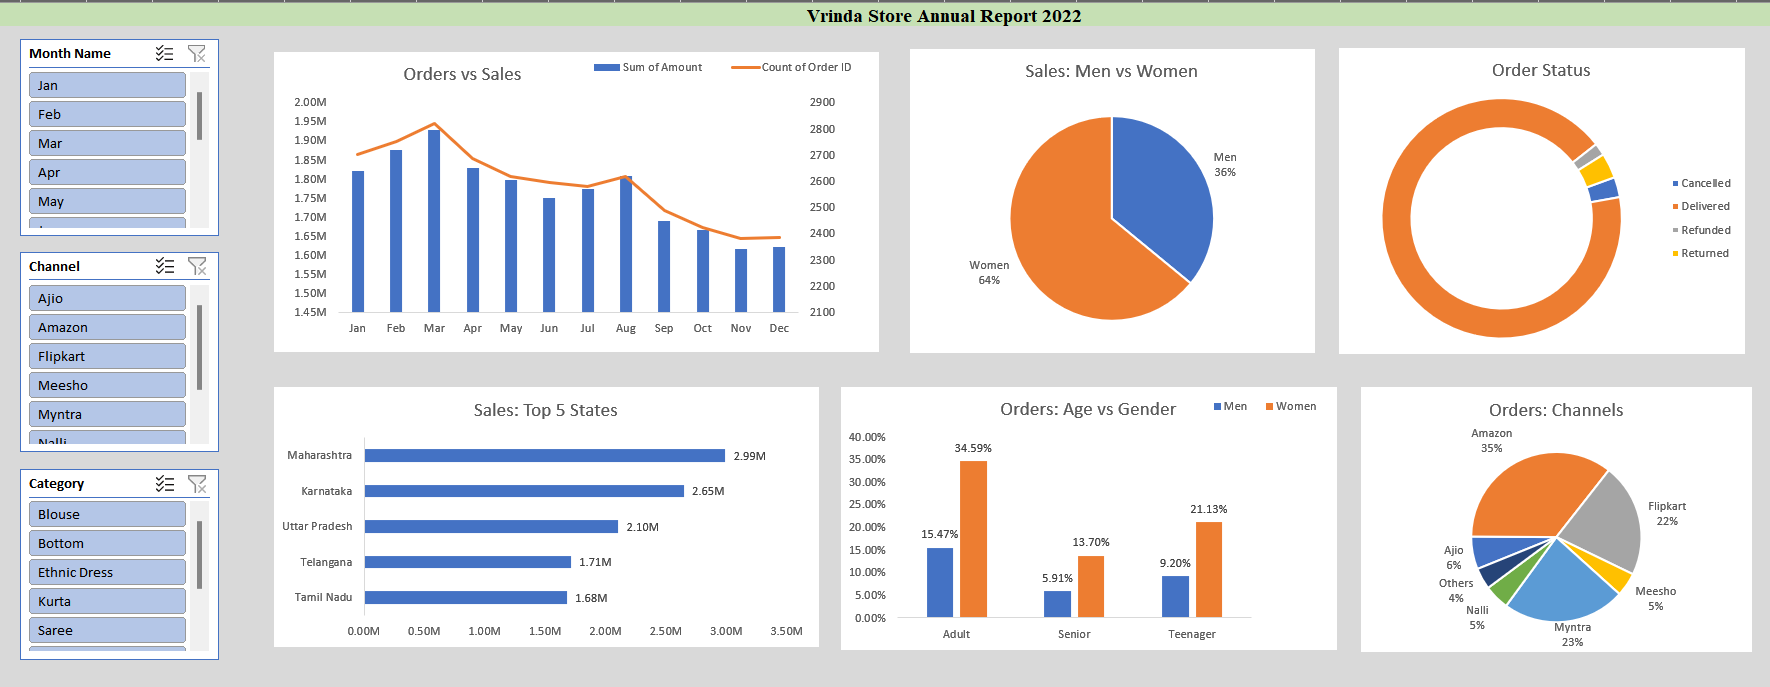 Vrinda Store Annual Report 2022
Month Name
Jan
Feb
Mar
Apr
May
Channel
Ajio
Amazon
Flipkart
Meesho
Myntra
Nalli
Category
Blouse
Bottom
Ethnic Dress
Kurta
Saree
Orders vs Sales
Sum of Amount
Count of Order ID
2.00M
1.95M
1.90M
1.85M
1.80M
1.75M
1.70M
1.65M
1.60M
1.55M
1.50M
1.45M
2900
2800
2700
2600
2500
2400
2300
2200
2100
Jan Feb Mar Apr May Jun Jul Aug Sep Oct Nov Dec
Sales: Men vs Women
Men
36%
Women
64%
Order Status
Cancelled
Delivered
Refunded
Returned
Sales: Top 5 States
Maharashtra 2.99M
Karnataka 2.65M
Uttar Pradesh 2.10M
Telangana 1.71M
Tamil Nadu 1.68M
0.00M 0.50M 1.00M 1.50M 2.00M 2.50M 3.00M 3.50M
Orders: Age vs Gender
Men Women
40.00%
35.00%
30.00%
25.00%
20.00%
15.00%
10.00%
5.00%
0.00%
15.47%
34.59%
5.91%
13.70%
9.20%
21.13%
Adult Senior Teenager
Orders: Channels
Amazon
35%
Flipkart
22%
Meesho
5%
Myntra
23%
Nalli
5%
Others
4%
Ajio
6%